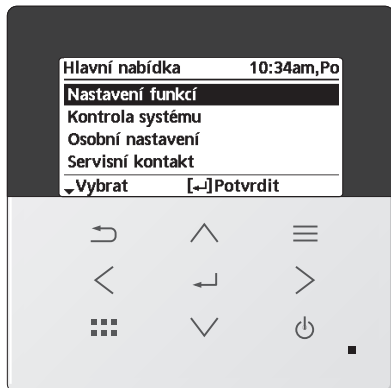 Hlavní nabídka 10:34am,Po
Nastavení funkcí
Kontrola systému
Osobní nastavení
Servisní kontakt
Vybrat [↵]Potvrdit